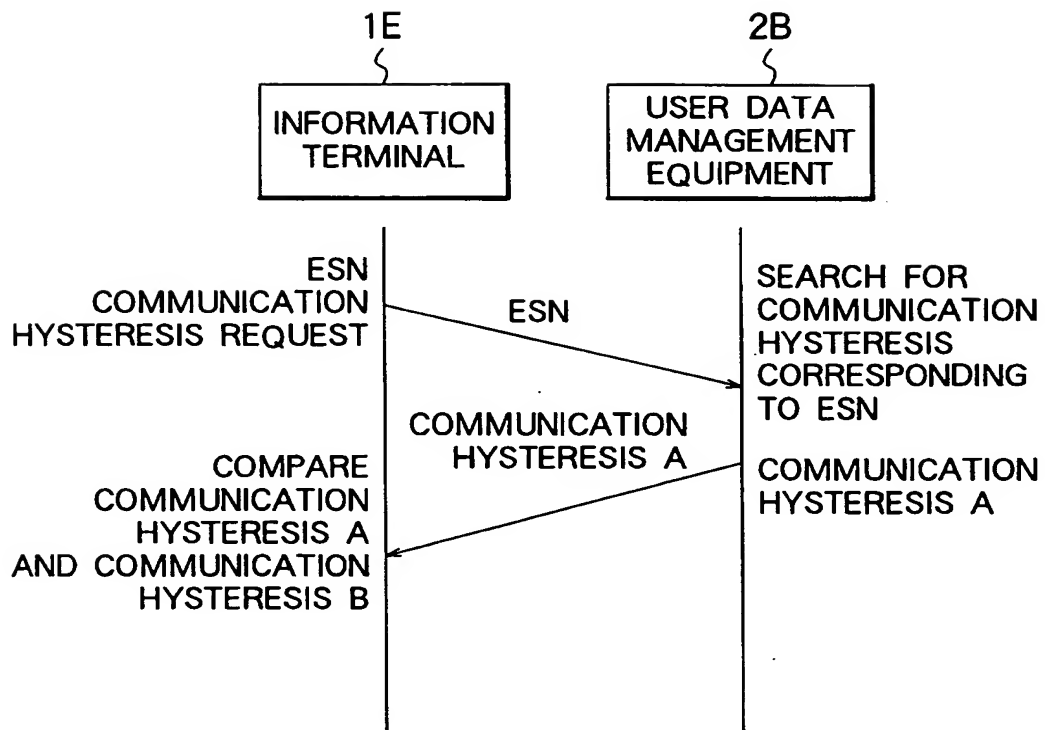 1E
2B
INFORMATION
TERMINAL
USER DATA
MANAGEMENT
EQUIPMENT
ESN
COMMUNICATION
HYSTERESIS REQUEST
ESN
SEARCH FOR
COMMUNICATION
HYSTERESIS
CORRESPONDING
TO ESN
COMMUNICATION
HYSTERESIS A
COMMUNICATION
HYSTERESIS A
COMPARE
COMMUNICATION
HYSTERESIS A
AND COMMUNICATION
HYSTERESIS B